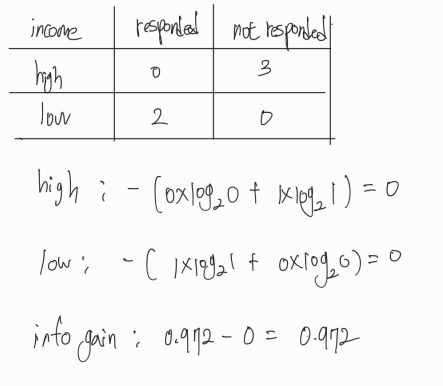 income responded not responded
high 0 3
low 2 0
high : - (0×log₂0 + 1×log₂1) = 0
low : - ( 1×log₂1 + 0×log₂0) = 0
info gain : 0.972 - 0 = 0.972